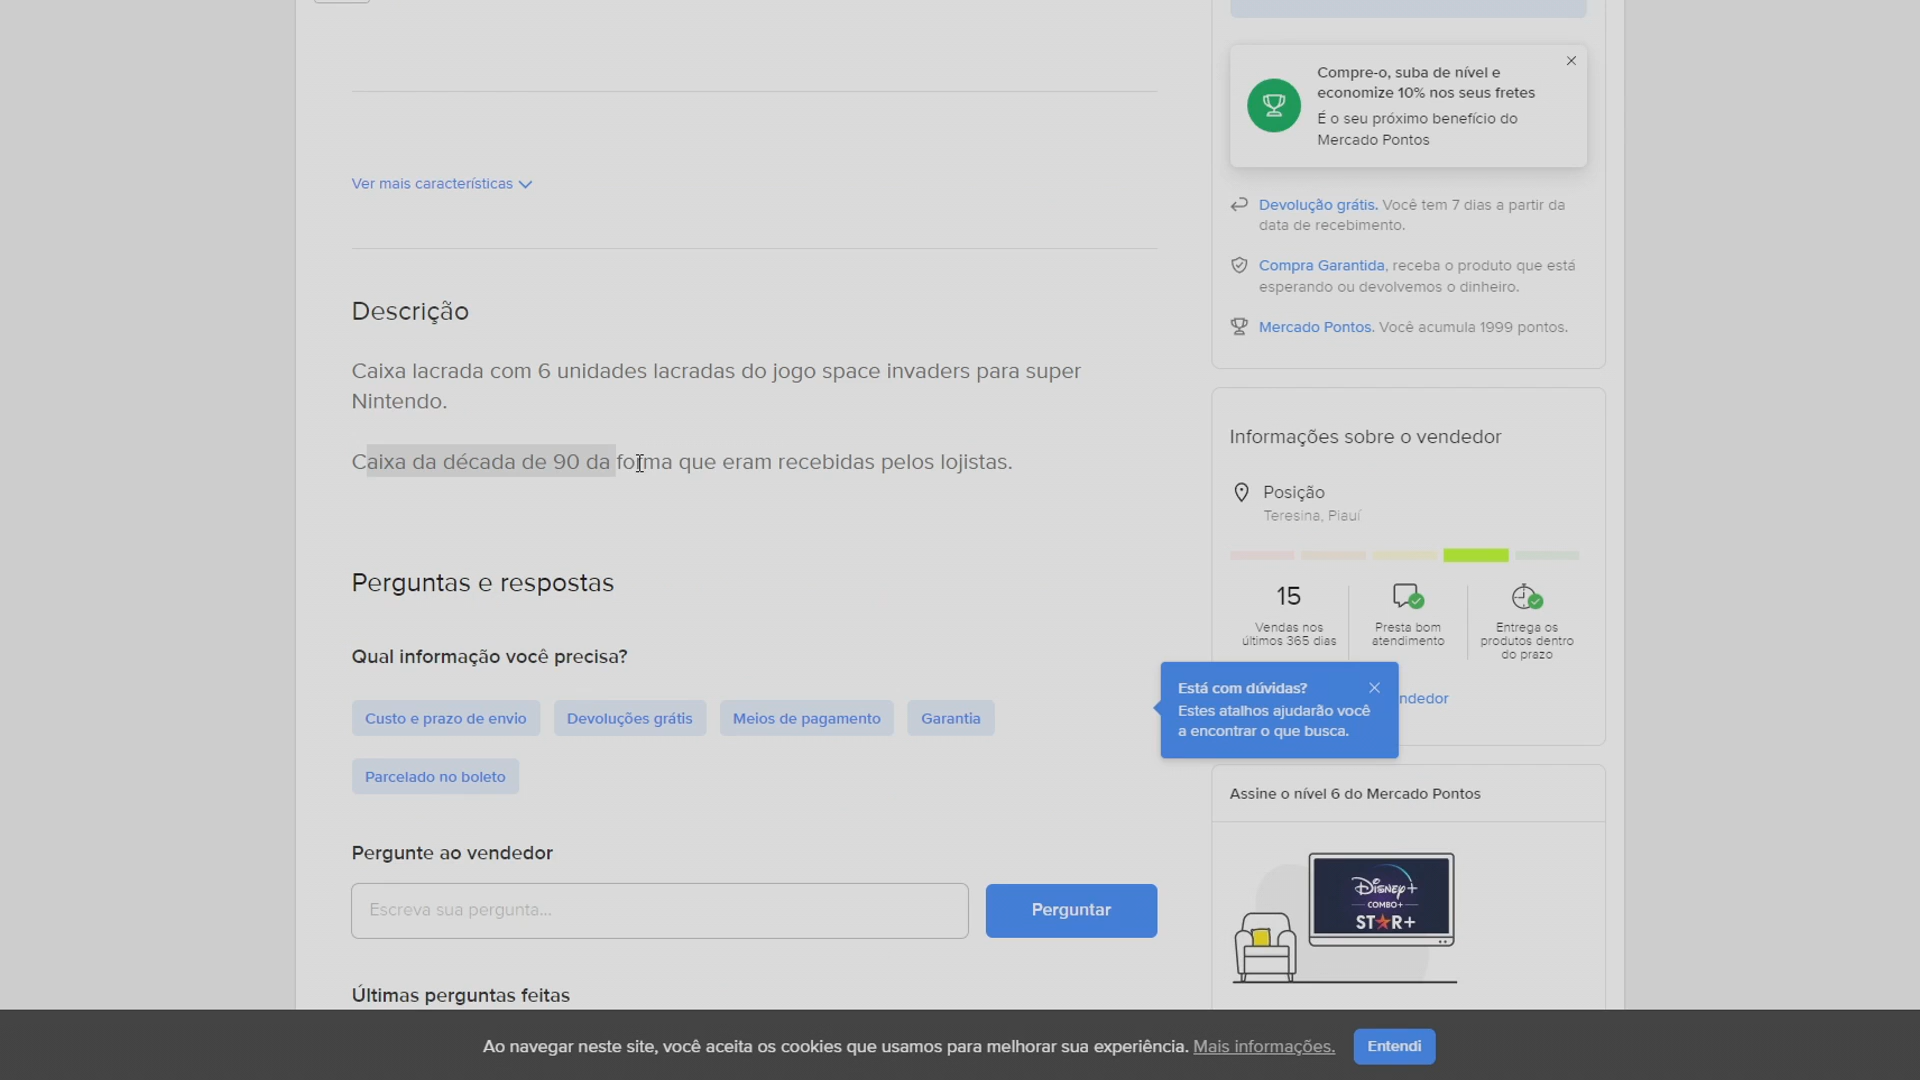 Compre-o, suba de nível e
economize 10% nos seus fretes
É o seu próximo benefício do
Mercado Pontos
Ver mais características
Devolução grátis. Você tem 7 dias a partir da
data de recebimento.
Compra Garantida, receba o produto que está
esperando ou devolvemos o dinheiro.
Mercado Pontos. Você acumula 1999 pontos.
Descrição
Caixa lacrada com 6 unidades lacradas do jogo space invaders para super
Nintendo.
Caixa da década de 90 da forma que eram recebidas pelos lojistas.
Informações sobre o vendedor
Posição
Teresina, Piauí
15
Vendas nos
últimos 365 dias
Presta bom
atendimento
Entrega os
produtos dentro
do prazo
Perguntas e respostas
Qual informação você precisa?
Custo e prazo de envio
Devoluções grátis
Meios de pagamento
Garantia
Parcelado no boleto
Está com dúvidas?
Estes atalhos ajudarão você
a encontrar o que busca.
ndedor
Assine o nível 6 do Mercado Pontos
Disney+
COMBO+
STAR+
Pergunte ao vendedor
Escreva sua pergunta...
Perguntar
Últimas perguntas feitas
Ao navegar neste site, você aceita os cookies que usamos para melhorar sua experiência. Mais informações.
Entendi